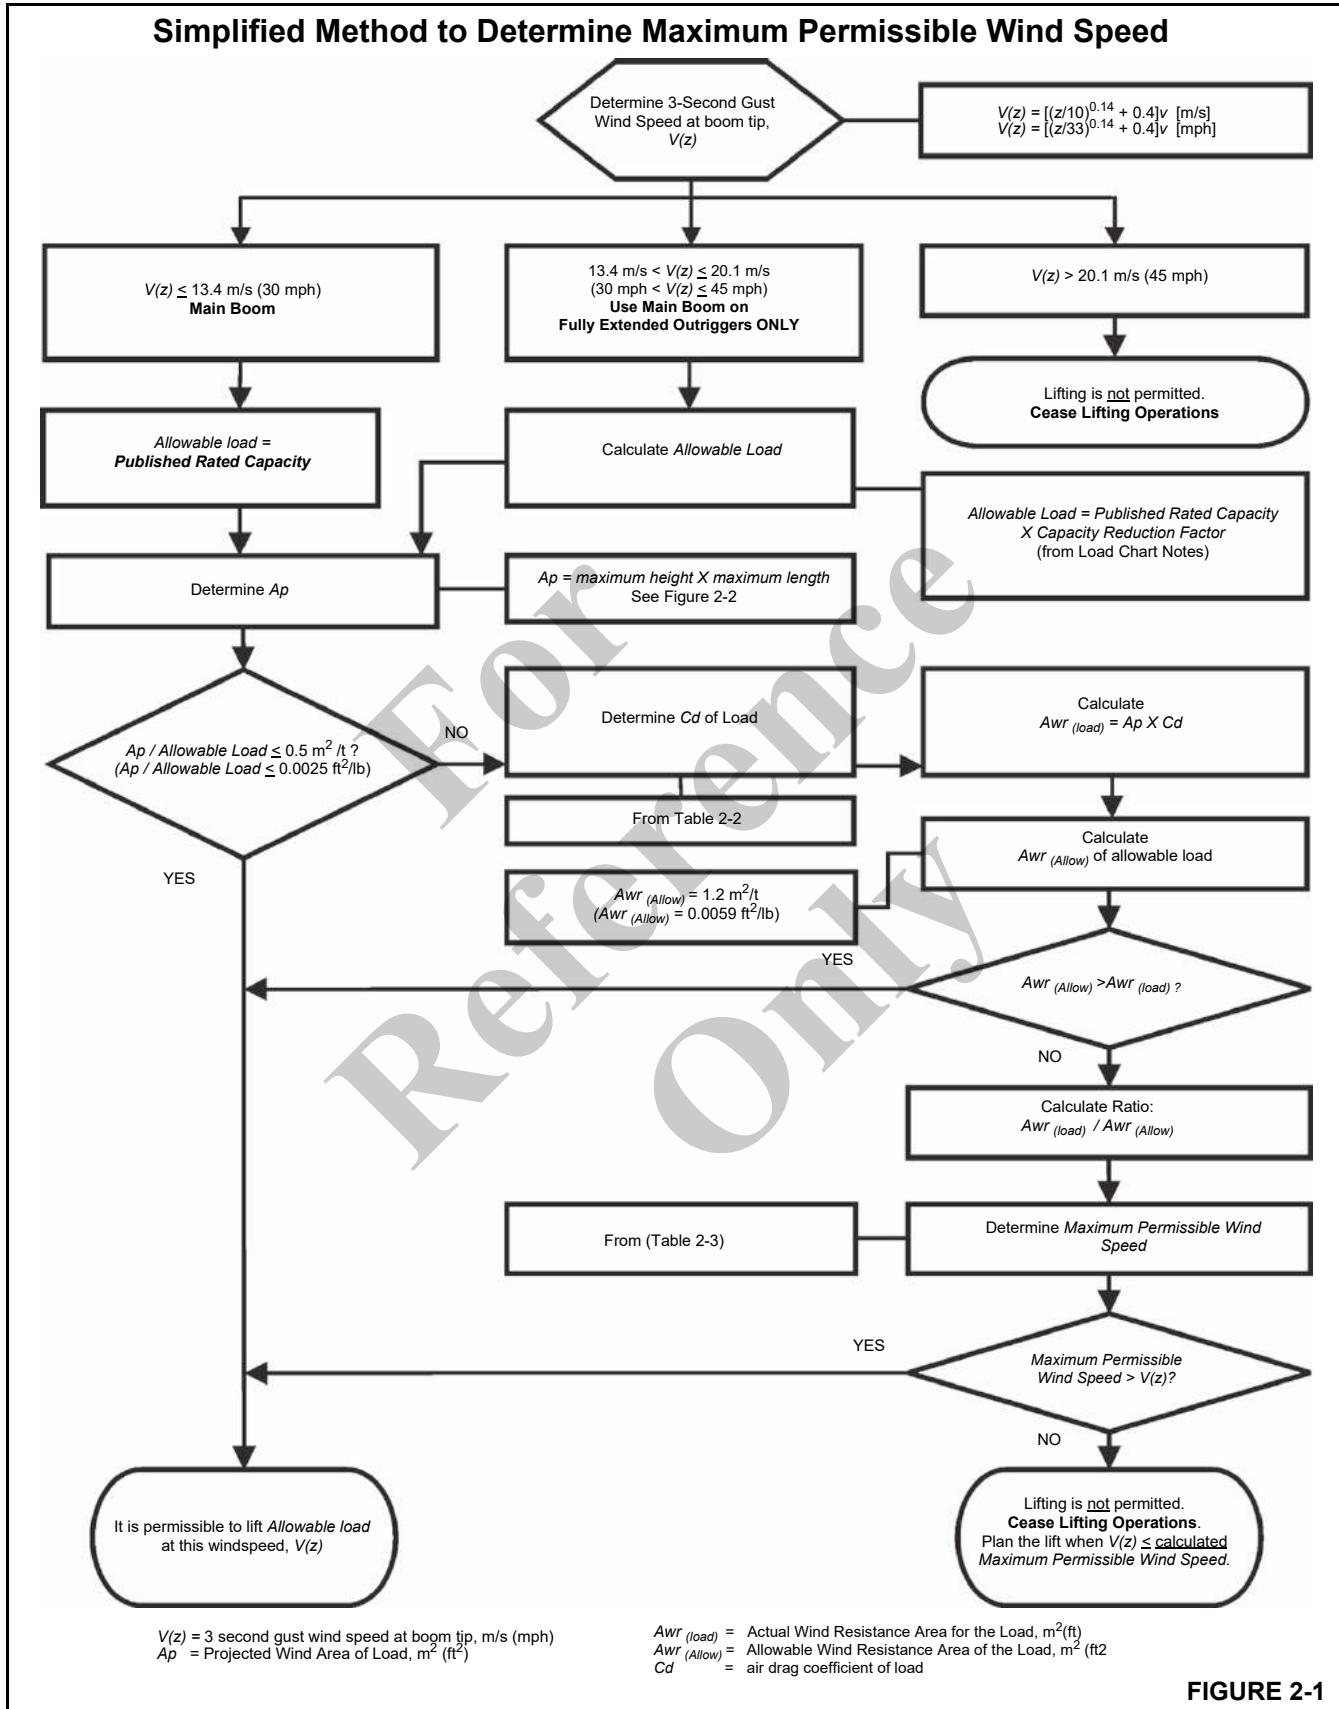 Simplified Method to Determine Maximum Permissible Wind Speed
Determine 3-Second Gust
Wind Speed at boom tip,
V(z)
V(z) = [(z/10)^0.14 + 0.4]v [m/s]
V(z) = [(z/33)^0.14 + 0.4]v [mph]
V(z) ≤ 13.4 m/s (30 mph)
Main Boom
13.4 m/s < V(z) ≤ 20.1 m/s
(30 mph < V(z) ≤ 45 mph)
Use Main Boom on
Fully Extended Outriggers ONLY
V(z) > 20.1 m/s (45 mph)
Lifting is not permitted.
Cease Lifting Operations
Allowable load =
Published Rated Capacity
Calculate Allowable Load
Allowable Load = Published Rated Capacity
X Capacity Reduction Factor
(from Load Chart Notes)
Determine Ap
Ap = maximum height X maximum length
See Figure 2-2
Ap / Allowable Load ≤ 0.5 m² /t ?
(Ap / Allowable Load ≤ 0.0025 ft²/lb)
NO
YES
Determine Cd of Load
From Table 2-2
Calculate
Awr (load) = Ap X Cd
Calculate
Awr (Allow) of allowable load
Awr (Allow) = 1.2 m²/t
(Awr (Allow) = 0.0059 ft²/lb)
YES
Awr (Allow) >Awr (load) ?
NO
Calculate Ratio:
Awr (load) / Awr (Allow)
From (Table 2-3)
Determine Maximum Permissible Wind
Speed
YES
Maximum Permissible
Wind Speed > V(z)?
NO
It is permissible to lift Allowable load
at this windspeed, V(z)
Lifting is not permitted.
Cease Lifting Operations.
Plan the lift when V(z) ≤ calculated
Maximum Permissible Wind Speed.
V(z) = 3 second gust wind speed at boom tip, m/s (mph)
Ap = Projected Wind Area of Load, m² (ft²)
Awr (load) = Actual Wind Resistance Area for the Load, m²(ft)
Awr (Allow) = Allowable Wind Resistance Area of the Load, m² (ft2
Cd = air drag coefficient of load
FIGURE 2-1
For
Reference
Only